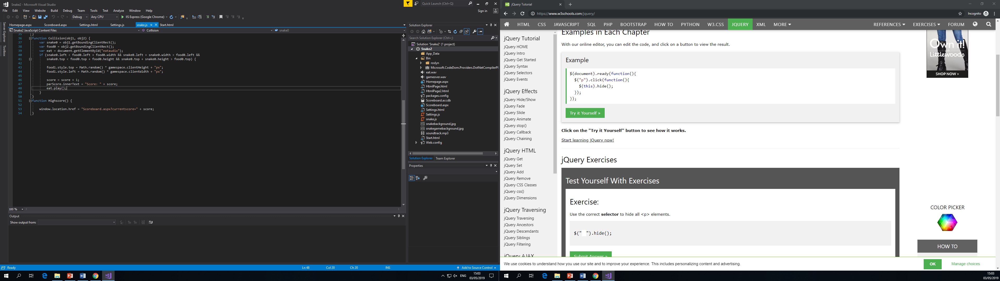 Snake2 - Microsoft Visual Studio
Quick Launch (Ctrl+Q)
File Edit View Website Build Debug Team Tools Test Analyze Window Help
Sign in
Debug Any CPU IIS Express (Google Chrome)
Server Explorer
Toolbox
Homepage.aspx Scoreboard.aspx Settings.html Settings.js snake.js Start.html
Snake2 JavaScript Content Files Collision snake0
35 }
36 function Collision(obj1, obj2) {
37 var snake0 = obj1.getBoundingClientRect();
38 var food0 = obj2.getBoundingClientRect();
39 var eat = document.getElementById("eataudio");
40 if (snake0.left < food0.left + food0.width && snake0.left + snake0.width > food0.left &&
41 snake0.top < food0.top + food0.height && snake0.top + snake0.height > food0.top) {
42
43 food1.style.top = Math.random() * gamespace.clientHeight + "px";
44 food1.style.left = Math.random() * gamespace.clientWidth + "px";
45
46 score = score + 1;
47 parScore.innerText = "Score: " + score;
48 eat.play();
49 }
50 }
51 function Highscore() {
52
53 window.location.href = "Scoreboard.aspx?currentscore=" + score;
54 }
100 %
Output
Show output from:
Ready Ln 48 Col 20 Ch 20 INS Add to Source Control
Solution Explorer
Search Solution Explorer (Ctrl+;)
Solution 'Snake2' (1 project)
Snake2
App_Data
Bin
roslyn
Microsoft.CodeDom.Providers.DotNetCompilerPl
eat.wav
gameover.wav
Homepage.aspx
HtmlPage.html
HtmlPage2.html
packages.config
Scoreboard.accdb
Scoreboard.aspx
Settings.html
Settings.js
snake.js
snakebackground.jpg
snakegamebackground.jpg
soundtrack.mp3
Start.html
Web.config
Solution Explorer Team Explorer
Properties
ENG
15:03
03/05/2019
jQuery Tutorial
https://www.w3schools.com/jquery/
Incognito
HTML CSS JAVASCRIPT SQL PHP BOOTSTRAP HOW TO PYTHON W3.CSS JQUERY XML MORE REFERENCES EXERCISES FORUM
jQuery Tutorial
jQuery HOME
jQuery Intro
jQuery Get Started
jQuery Syntax
jQuery Selectors
jQuery Events
jQuery Effects
jQuery Hide/Show
jQuery Fade
jQuery Slide
jQuery Animate
jQuery stop()
jQuery Callback
jQuery Chaining
jQuery HTML
jQuery Get
jQuery Set
jQuery Add
jQuery Remove
jQuery CSS Classes
jQuery css()
jQuery Dimensions
jQuery Traversing
jQuery Traversing
jQuery Ancestors
jQuery Descendants
jQuery Siblings
jQuery Filtering
jQuery AJAX
Examples in Each Chapter
With our online editor, you can edit the code, and click on a button to view the result.
Example
$(document).ready(function(){
$("p").click(function(){
$(this).hide();
});
});
Try it Yourself »
Click on the "Try it Yourself" button to see how it works.
Start learning jQuery now!
jQuery Exercises
Test Yourself With Exercises
Exercise:
Use the correct selector to hide all <p> elements.
$(" ").hide();
Submit Answer »
Own it!
with
Littlewoods
SHOP NOW >
COLOR PICKER
HOW TO
We use cookies to understand how you use our site and to improve your experience. This includes personalizing content and advertising.
OK Manage choices
15:03
03/05/2019